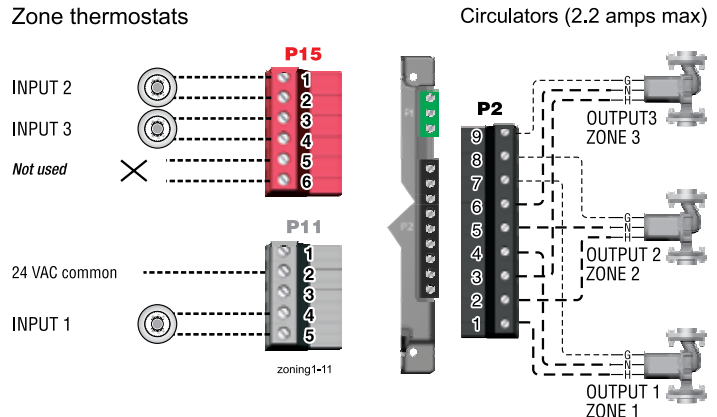 Zone thermostats
P15
INPUT 2
1
2
INPUT 3
3
4
Not used
5
6
P11
1
24 VAC common
2
3
INPUT 1
4
5
zoning1-11
Circulators (2.2 amps max)
P1
P2
P2
9
8
7
6
5
4
3
2
1
G
N
H
OUTPUT3
ZONE 3
G
N
H
OUTPUT 2
ZONE 2
G
N
H
OUTPUT 1
ZONE 1